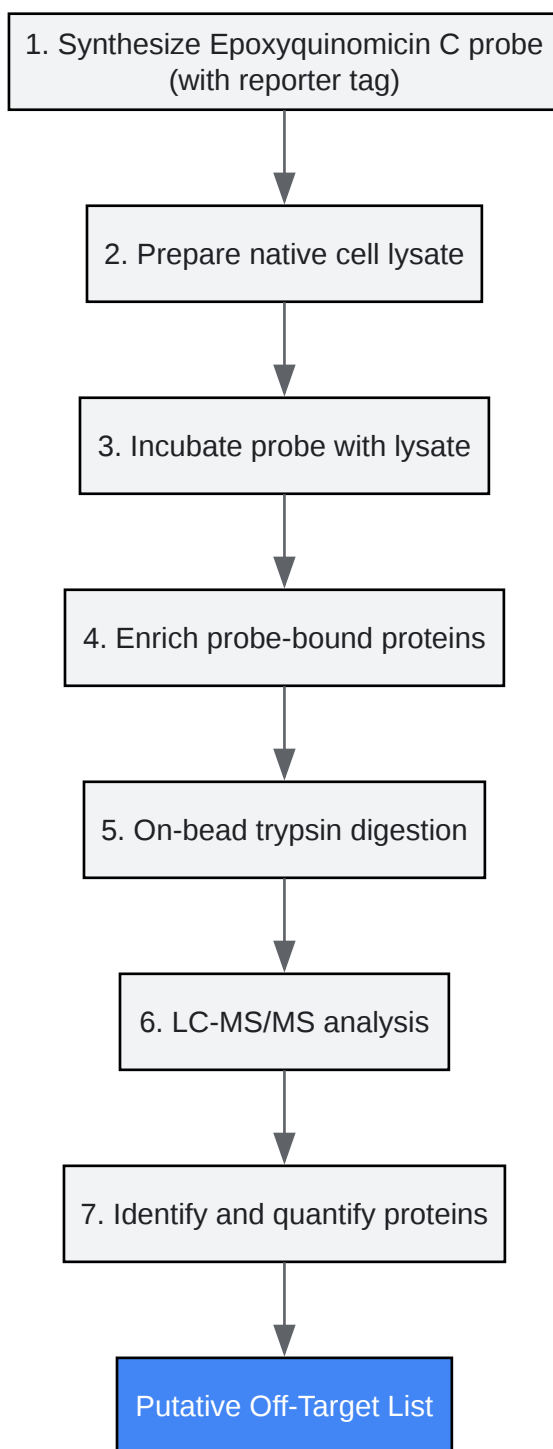 1. Synthesize Epoxyquinomicin C probe
(with reporter tag)
2. Prepare native cell lysate
3. Incubate probe with lysate
4. Enrich probe-bound proteins
5. On-bead trypsin digestion
6. LC-MS/MS analysis
7. Identify and quantify proteins
Putative Off-Target List